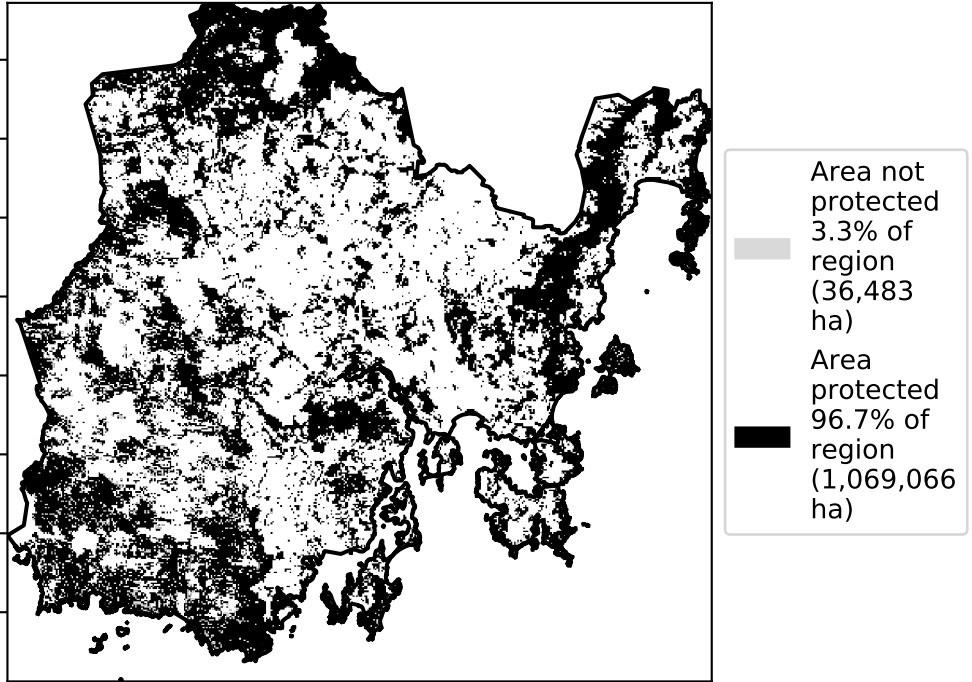 Area not
protected
3.3% of
region
(36,483
ha)
Area
protected
96.7% of
region
(1,069,066
ha)